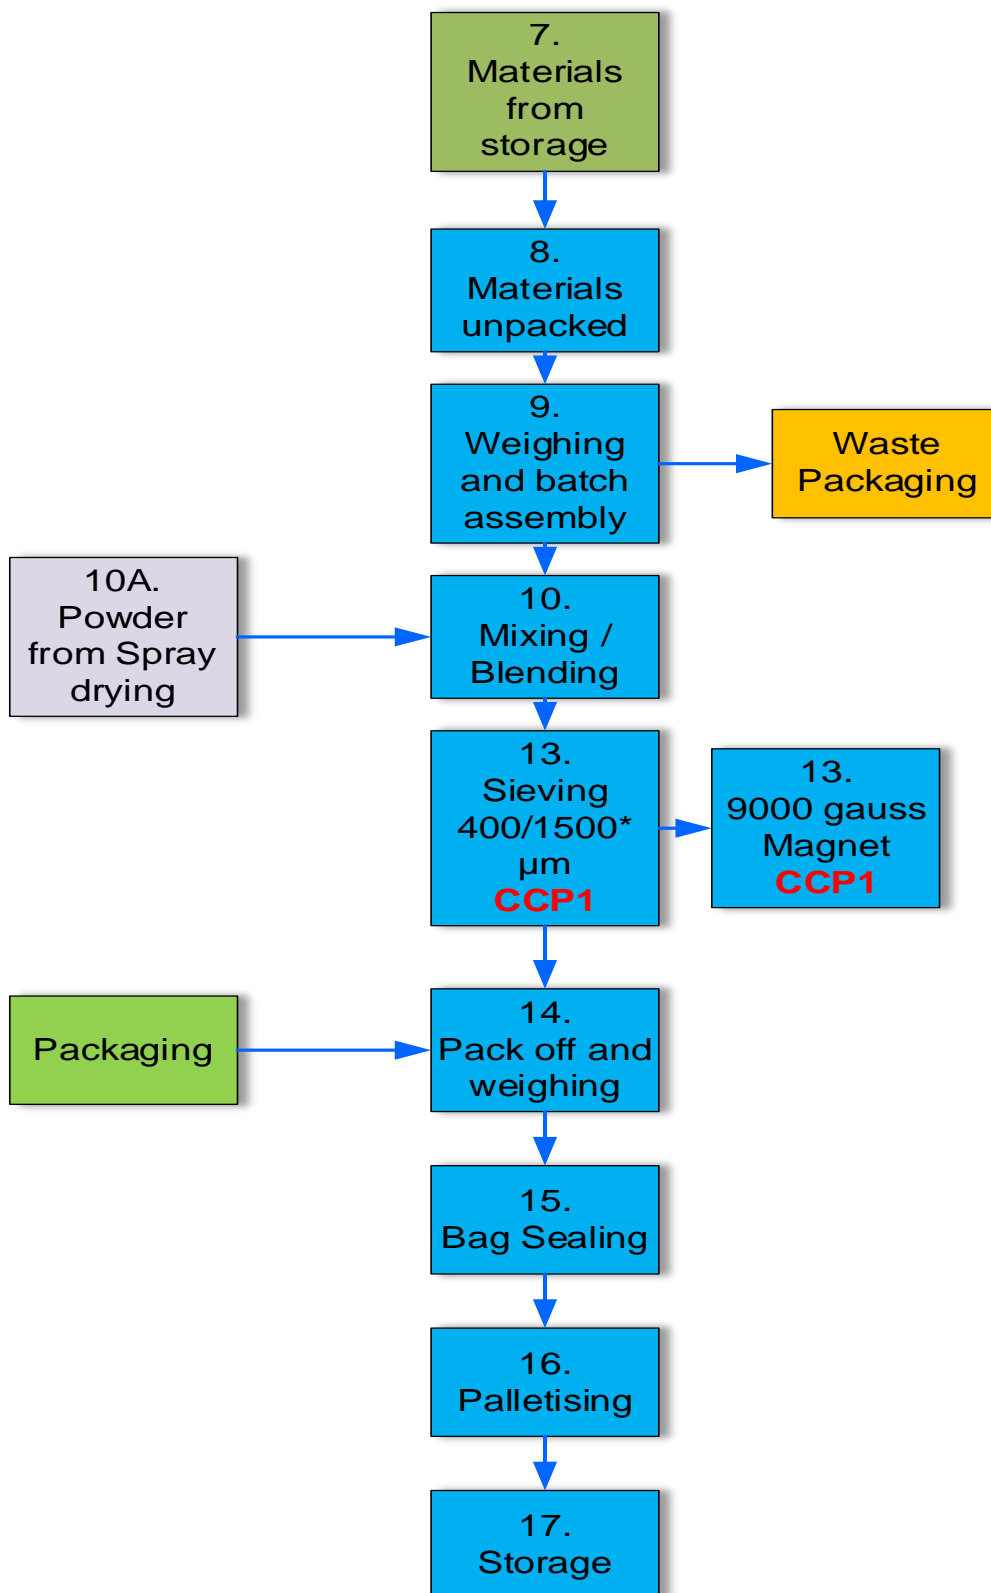 7.
Materials
from
storage
8.
Materials
unpacked
9.
Weighing
and batch
assembly
Waste
Packaging
10A.
Powder
from Spray
drying
10.
Mixing /
Blending
13.
Sieving
400/1500*
µm
CCP1
13.
9000 gauss
Magnet
CCP1
Packaging
14.
Pack off and
weighing
15.
Bag Sealing
16.
Palletising
17.
Storage